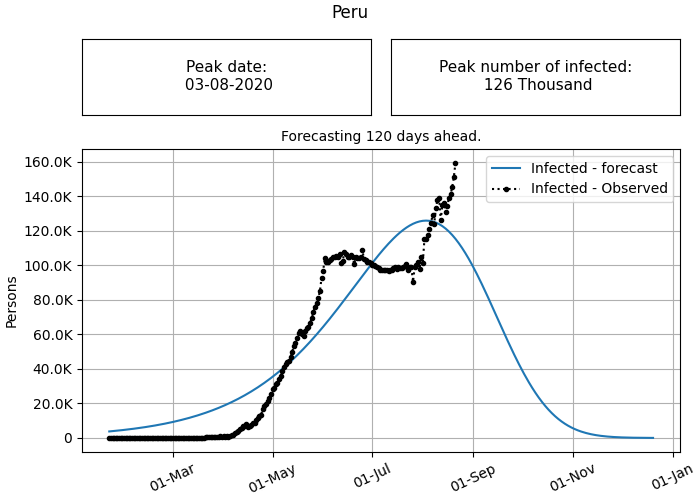 Peru
Peak date:
03-08-2020
Peak number of infected:
126 Thousand
Forecasting 120 days ahead.
Infected - forecast
Infected - Observed
Persons
160.0K
140.0K
120.0K
100.0K
80.0K
60.0K
40.0K
20.0K
0
01-Mar
01-May
01-Jul
01-Sep
01-Nov
01-Jan